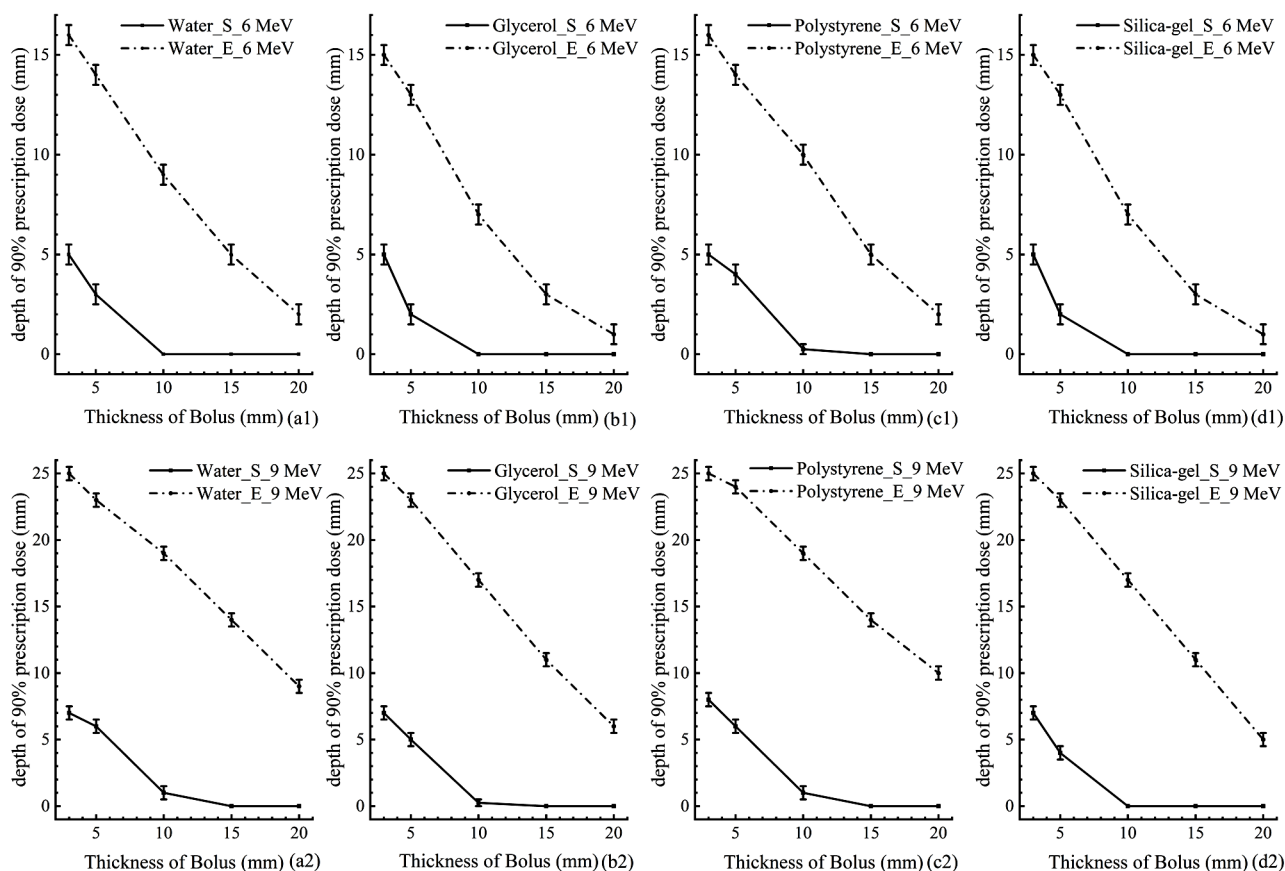 Water_S_6 MeV
Water_E_6 MeV
15
10
5
0
depth of 90% prescription dose (mm)
5 10 15 20
Thickness of Bolus (mm) (a1)
Glycerol_S_6 MeV
Glycerol_E_6 MeV
15
10
5
0
depth of 90% prescription dose (mm)
5 10 15 20
Thickness of Bolus (mm) (b1)
Polystyrene_S_6 MeV
Polystyrene_E_6 MeV
15
10
5
0
depth of 90% prescription dose (mm)
5 10 15 20
Thickness of Bolus (mm) (c1)
Silica-gel_S_6 MeV
Silica-gel_E_6 MeV
15
10
5
0
depth of 90% prescription dose (mm)
5 10 15 20
Thickness of Bolus (mm) (d1)
Water_S_9 MeV
Water_E_9 MeV
25
20
15
10
5
0
depth of 90% prescription dose (mm)
5 10 15 20
Thickness of Bolus (mm) (a2)
Glycerol_S_9 MeV
Glycerol_E_9 MeV
25
20
15
10
5
0
depth of 90% prescription dose (mm)
5 10 15 20
Thickness of Bolus (mm) (b2)
Polystyrene_S_9 MeV
Polystyrene_E_9 MeV
25
20
15
10
5
0
depth of 90% prescription dose (mm)
5 10 15 20
Thickness of Bolus (mm) (c2)
Silica-gel_S_9 MeV
Silica-gel_E_9 MeV
25
20
15
10
5
0
depth of 90% prescription dose (mm)
5 10 15 20
Thickness of Bolus (mm) (d2)